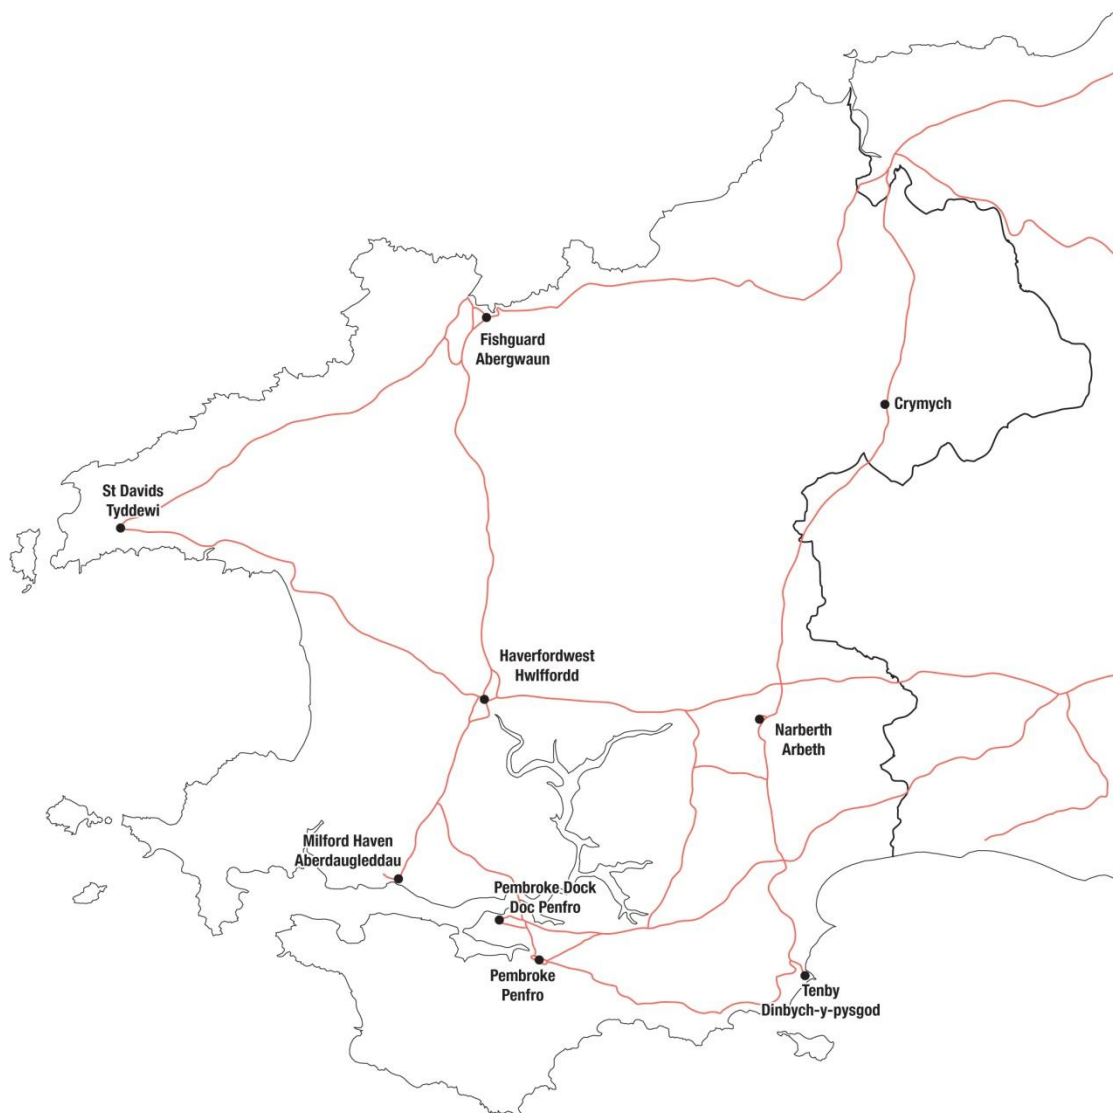 Fishguard
Abergwaun
Crymych
St Davids
Tyddewi
Haverfordwest
Hwlffordd
Narberth
Arbeth
Milford Haven
Aberdaugleddau
Pembroke Dock
Doc Penfro
Pembroke
Penfro
Tenby
Dinbych-y-pysgod